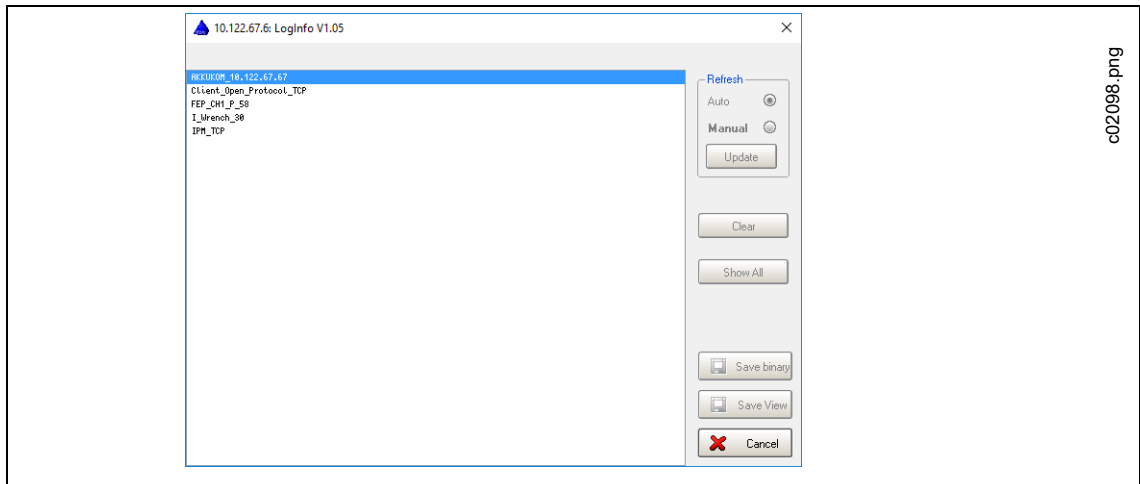 10.122.67.6: LogInfo V1.05
AKKUKOM_10.122.67.67
Client_Open_Protocol_TCP
FEP_CH1_P_58
I_Wrench_30
IPM_TCP
Refresh
Auto
Manual
Update
Clear
Show All
Save binary
Save View
Cancel
c02098.png